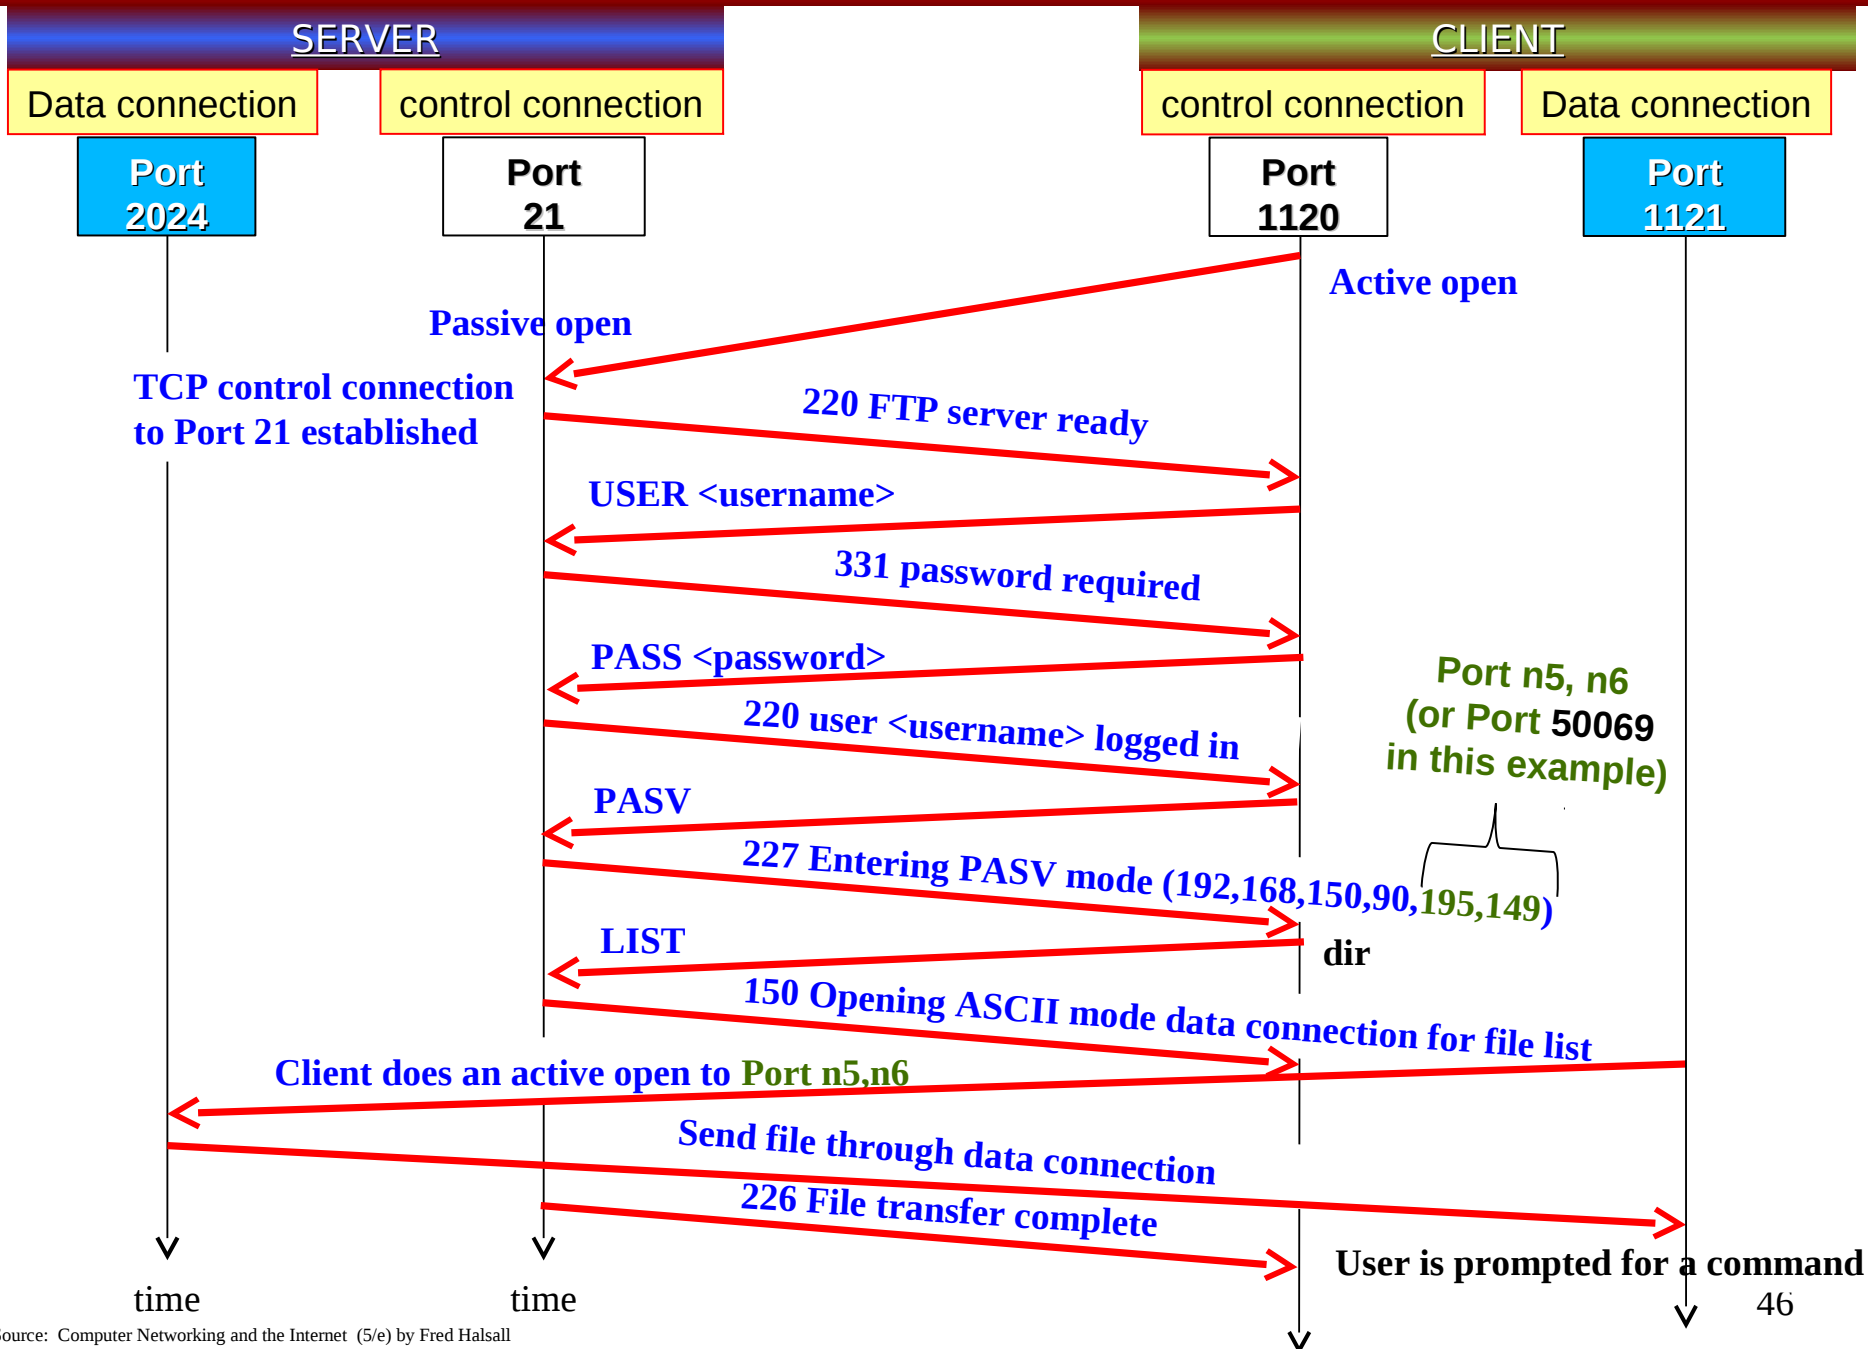 SERVER
CLIENT
Data connection
control connection
control connection
Data connection
Port
2024
Port
21
Port
1120
Port
1121
Active open
Passive open
TCP control connection
to Port 21 established
220 FTP server ready
USER <username>
331 password required
PASS <password>
Port n5, n6
(or Port 50069
in this example)
220 user <username> logged in
PASV
227 Entering PASV mode (192,168,150,90,195,149)
LIST
dir
150 Opening ASCII mode data connection for file list
Client does an active open to Port n5,n6
Send file through data connection
226 File transfer complete
User is prompted for a command
time
time
46
Source: Computer Networking and the Internet (5/e) by Fred Halsall